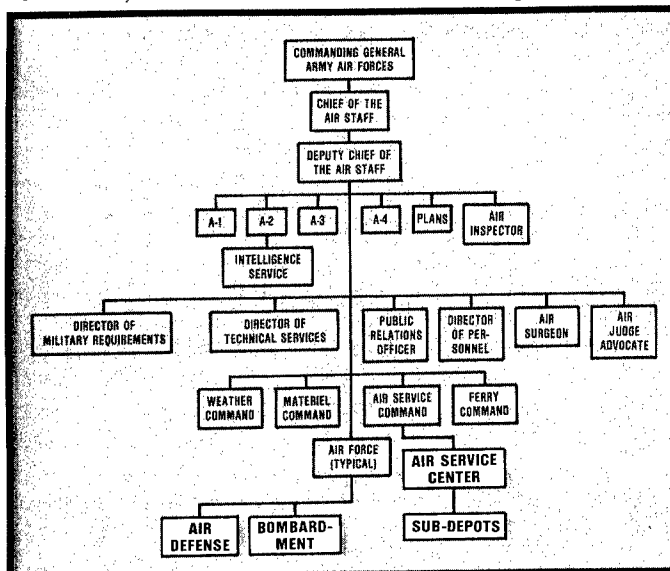 COMMANDING GENERAL
ARMY AIR FORCES
CHIEF OF THE
AIR STAFF
DEPUTY CHIEF OF
THE AIR STAFF
A-1
A-2
A-3
A-4
PLANS
AIR
INSPECTOR
INTELLIGENCE
SERVICE
DIRECTOR OF
MILITARY REQUIREMENTS
DIRECTOR OF
TECHNICAL SERVICES
PUBLIC
RELATIONS
OFFICER
DIRECTOR
OF PER-
SONNEL
AIR
SURGEON
AIR
JUDGE
ADVOCATE
WEATHER
COMMAND
MATERIEL
COMMAND
AIR SERVICE
COMMAND
FERRY
COMMAND
AIR FORCE
(TYPICAL)
AIR SERVICE
CENTER
AIR
DEFENSE
BOMBARD-
MENT
SUB-DEPOTS